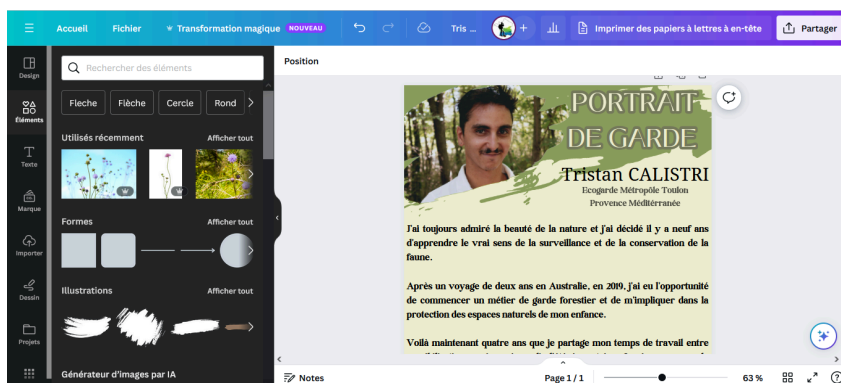 Accueil
Fichier
Transformation magique
NOUVEAU
Tris ...
+
Imprimer des papiers à lettres à en-tête
Partager
Design
Éléments
Texte
Marque
Importer
Dessin
Projets
Rechercher des éléments
Fleche
Flèche
Cercle
Rond
Utilisés récemment
Afficher tout
Formes
Afficher tout
Illustrations
Afficher tout
Générateur d'images par IA
Position
PORTRAIT
DE GARDE
Tristan CALISTRI
Ecogarde Métropôle Toulon
Provence Méditérranée
J'ai toujours admiré la beauté de la nature et j'ai décidé il y a neuf ans
d'apprendre le vrai sens de la surveillance et de la conservation de la
faune.
Après un voyage de deux ans en Australie, en 2019, j'ai eu l'opportunité
de commencer un métier de garde forestier et de m'impliquer dans la
protection des espaces naturels de mon enfance.
Voilà maintenant quatre ans que je partage mon temps de travail entre
Notes
Page 1 / 1
63 %